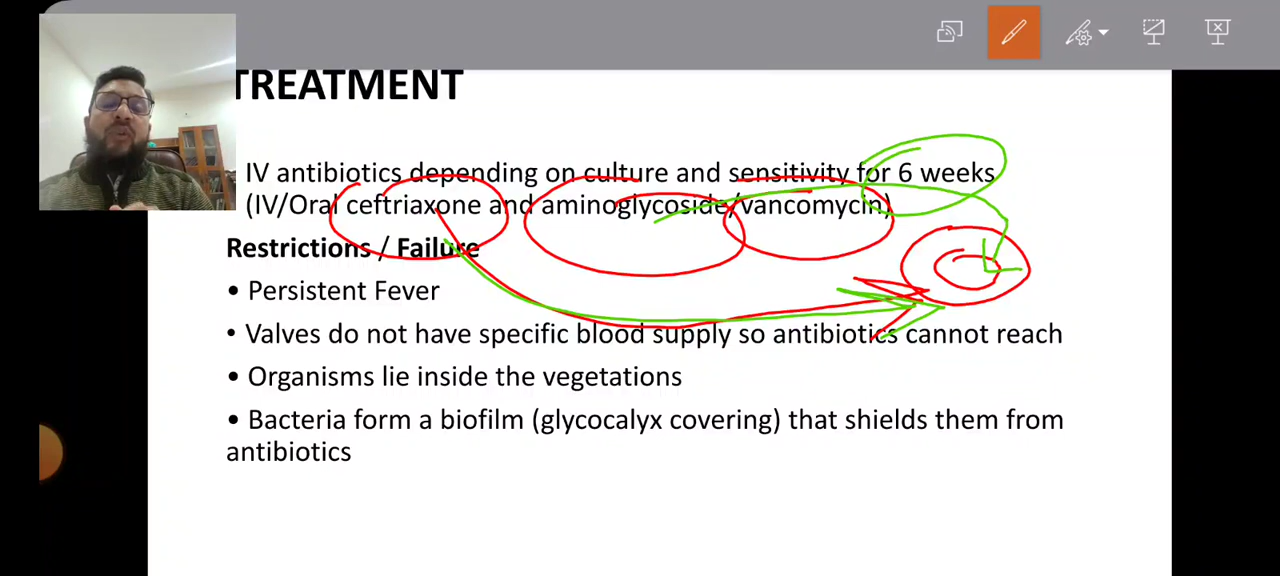 TREATMENT
IV antibiotics depending on culture and sensitivity for 6 weeks
(IV/Oral ceftriaxone and aminoglycoside/vancomycin)
Restrictions / Failure
• Persistent Fever
• Valves do not have specific blood supply so antibiotics cannot reach
• Organisms lie inside the vegetations
• Bacteria form a biofilm (glycocalyx covering) that shields them from
antibiotics